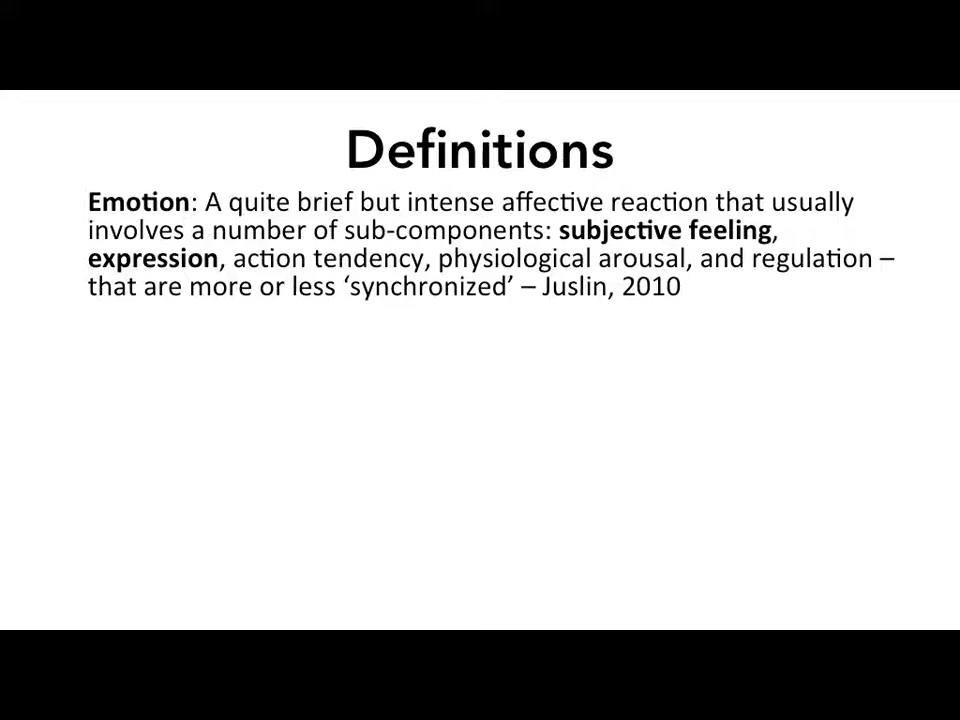 Definitions
Emotion: A quite brief but intense affective reaction that usually
involves a number of sub-components: subjective feeling,
expression, action tendency, physiological arousal, and regulation –
that are more or less ‘synchronized’ – Juslin, 2010